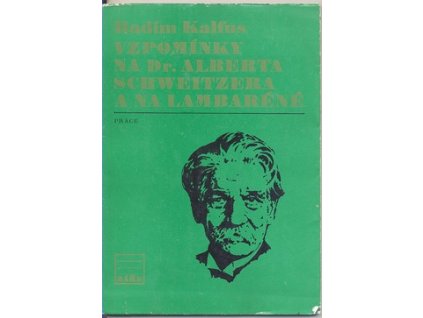 Radim Kalfus
VZPOMÍNKY
NA Dr. ALBERTA
SCHWEITZERA
A NA LAMBARÉNÉ
PRÁCE